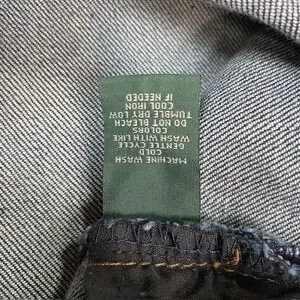 MACHINE WASH
COLD
GENTLE CYCLE
WASH WITH LIKE
COLORS
DO NOT BLEACH
TUMBLE DRY LOW
COOL IRON
IF NEEDED